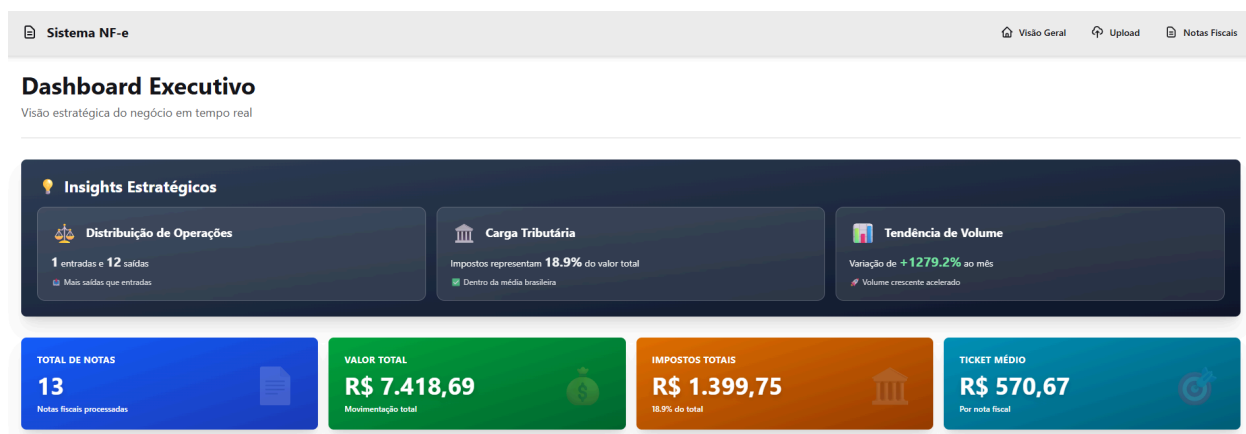 Sistema NF-e
Visão Geral
Upload
Notas Fiscais
Dashboard Executivo
Visão estratégica do negócio em tempo real
Insights Estratégicos
Distribuição de Operações
1 entradas e 12 saídas
Mais saídas que entradas
Carga Tributária
Impostos representam 18.9% do valor total
Dentro da média brasileira
Tendência de Volume
Variação de +1279.2% ao mês
Volume crescente acelerado
TOTAL DE NOTAS
13
Notas fiscais processadas
VALOR TOTAL
R$ 7.418,69
Movimentação total
IMPOSTOS TOTAIS
R$ 1.399,75
18.9% do total
TICKET MÉDIO
R$ 570,67
Por nota fiscal